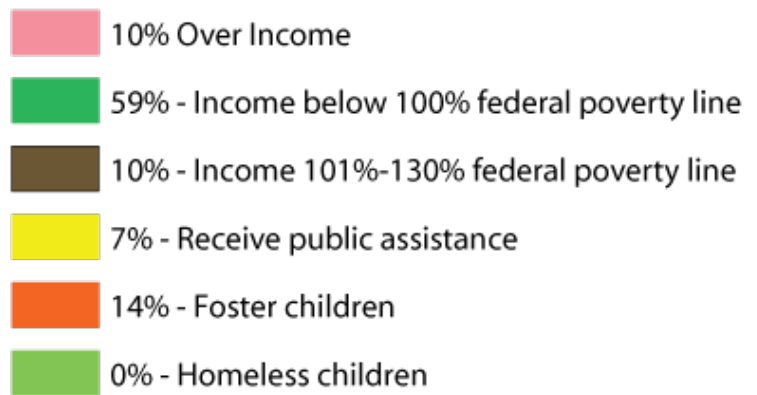 10% Over Income
59% - Income below 100% federal poverty line
10% - Income 101%-130% federal poverty line
7% - Receive public assistance
14% - Foster children
0% - Homeless children